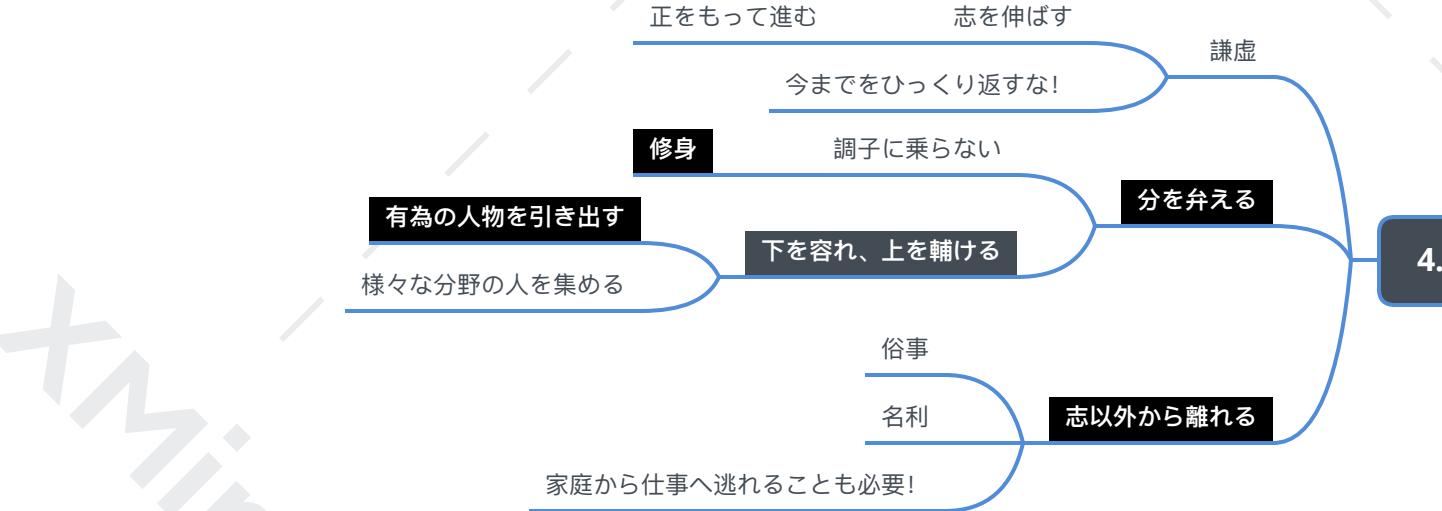 正をもって進む 志を伸ばす
謙虚
今までをひっくり返すな!
修身 調子に乗らない
分を弁える
有為の人物を引き出す
下を容れ、上を輔ける
様々な分野の人を集める
4.
俗事
名利
志以外から離れる
家庭から仕事へ逃れることも必要!
XMin